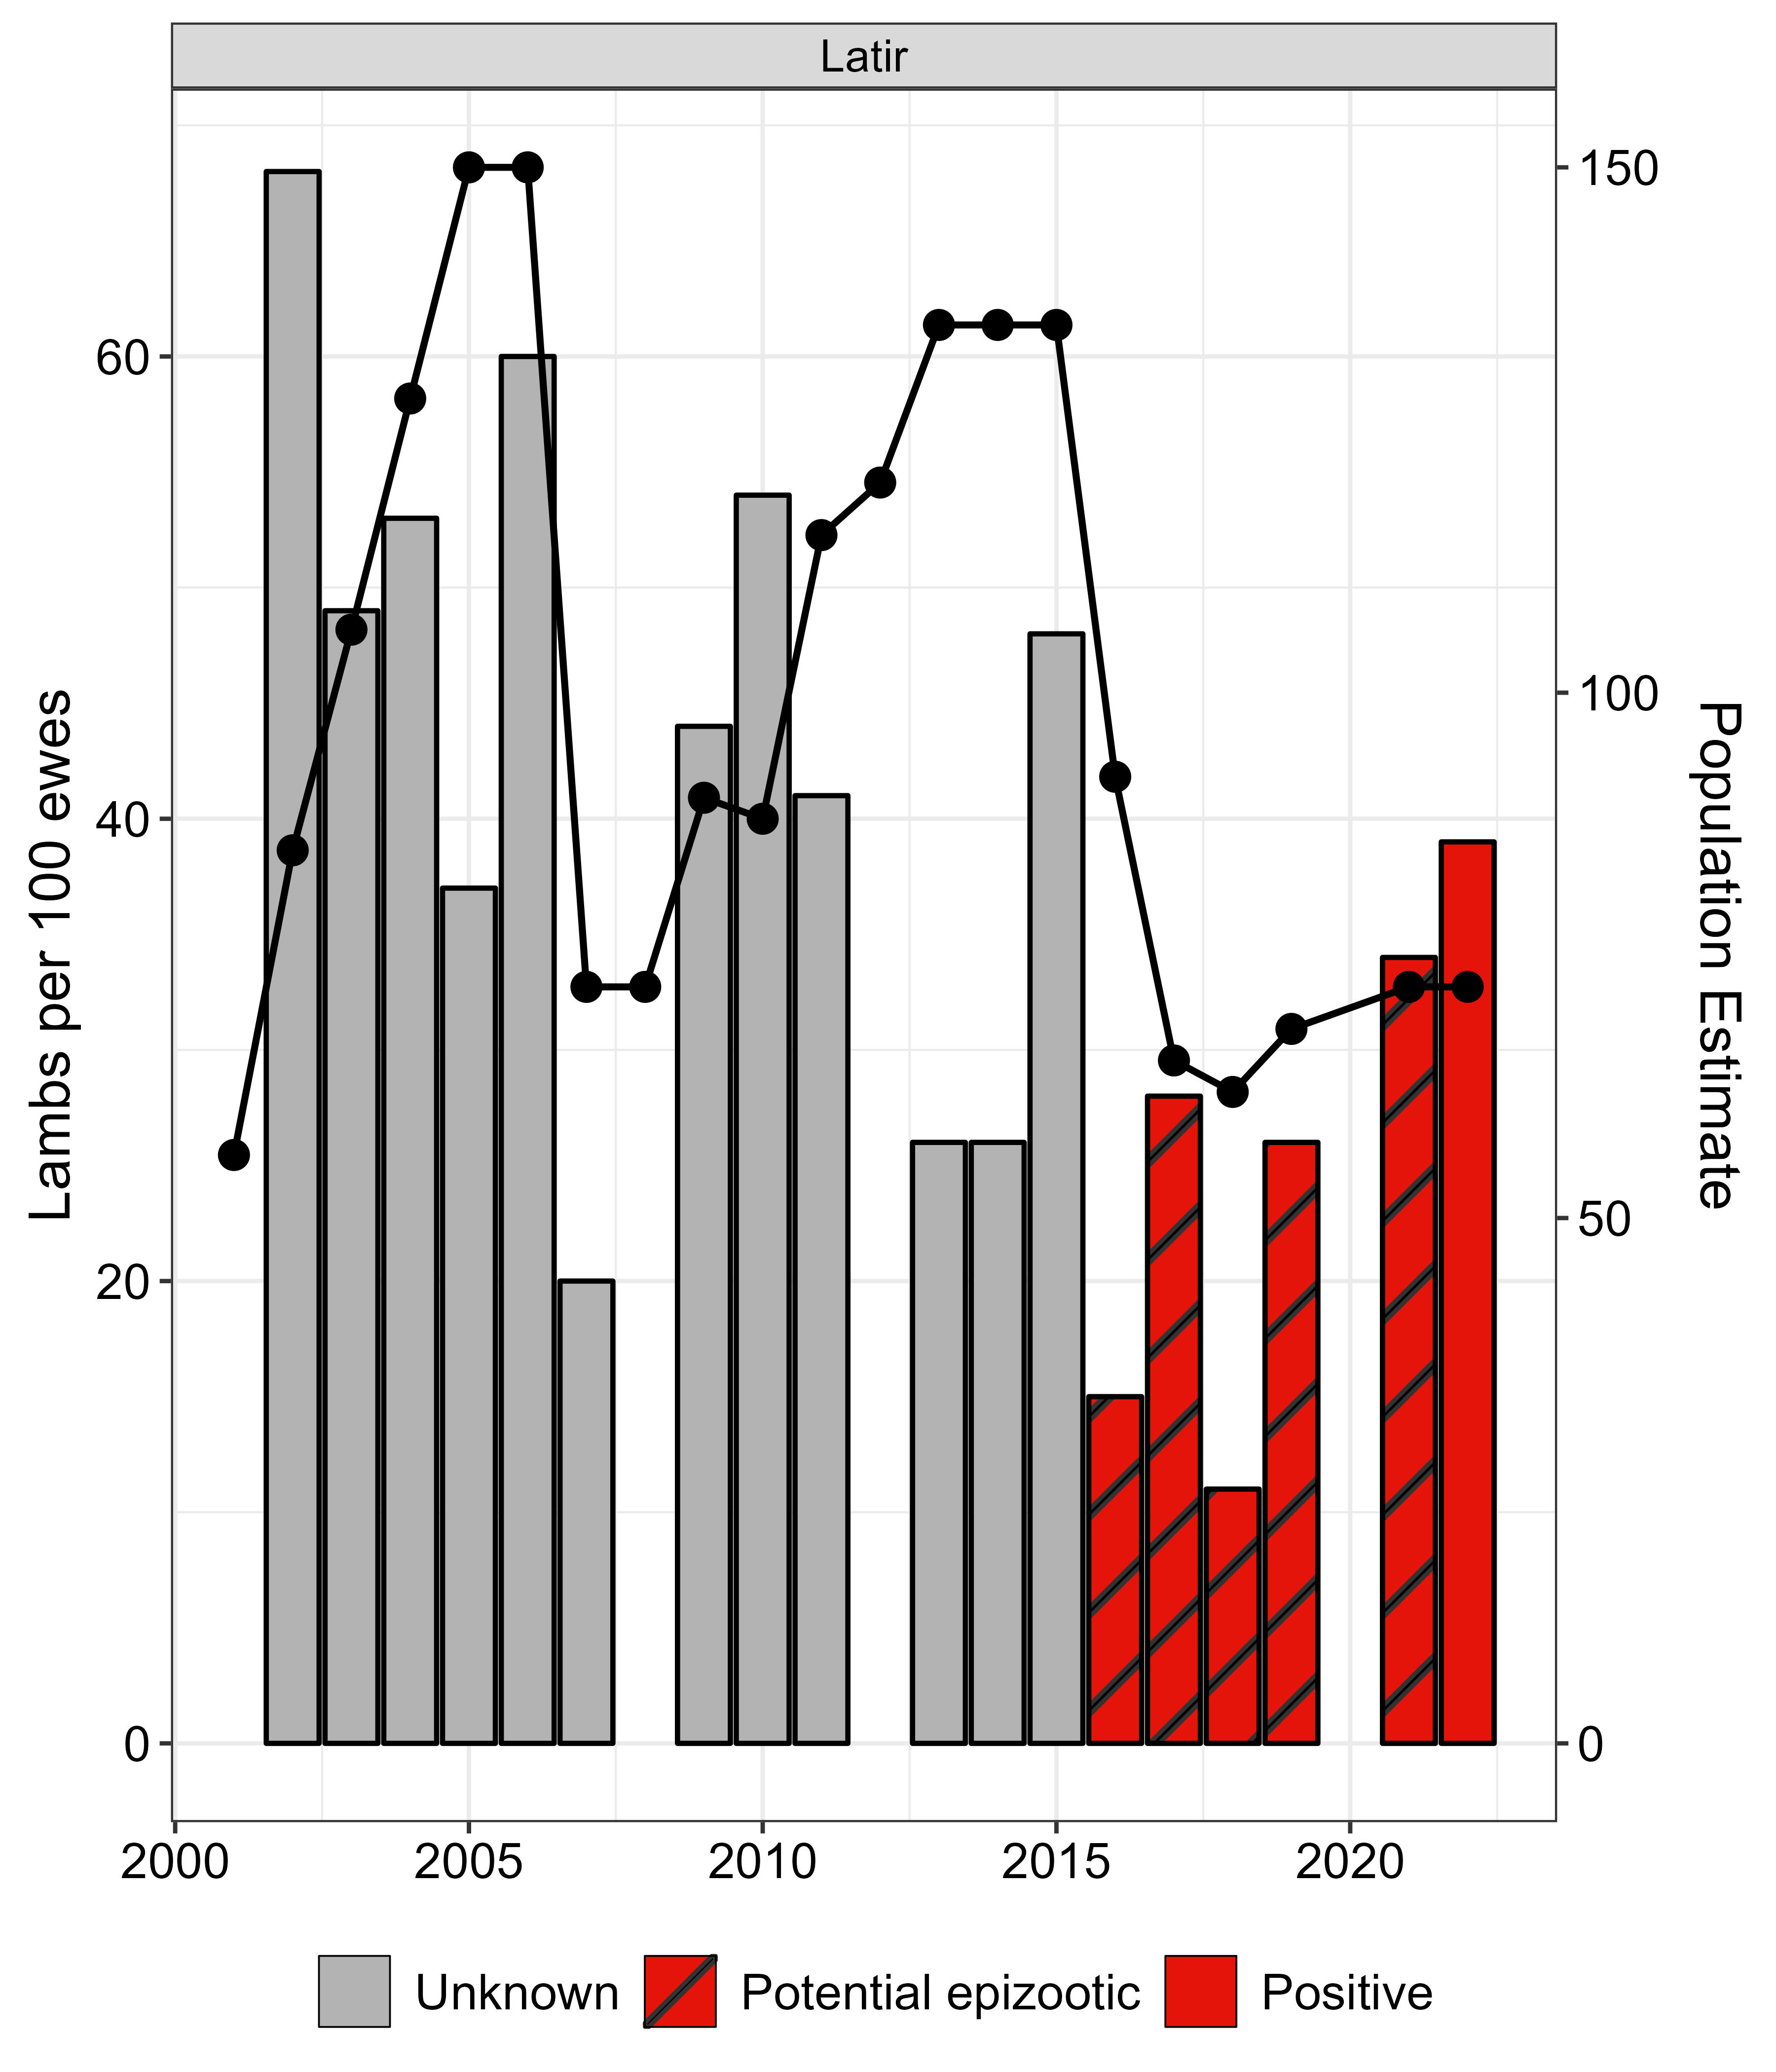 Latir
Lambs per 100 ewes
60
40
20
0
150
100
50
0
Population Estimate
2000 2005 2010 2015 2020
Unknown Potential epizootic Positive